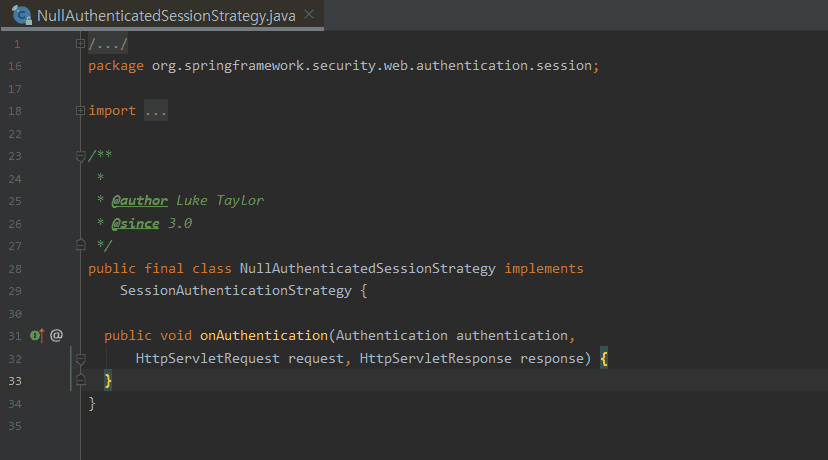 NullAuthenticatedSessionStrategy.java
1 /.../
16 package org.springframework.security.web.authentication.session;
17
18 import ...
22
23 /**
24 *
25 * @author Luke Taylor
26 * @since 3.0
27 */
28 public final class NullAuthenticatedSessionStrategy implements
29 SessionAuthenticationStrategy {
30
31 @ public void onAuthentication(Authentication authentication,
32 HttpServletRequest request, HttpServletResponse response) {
33 }
34 }
35